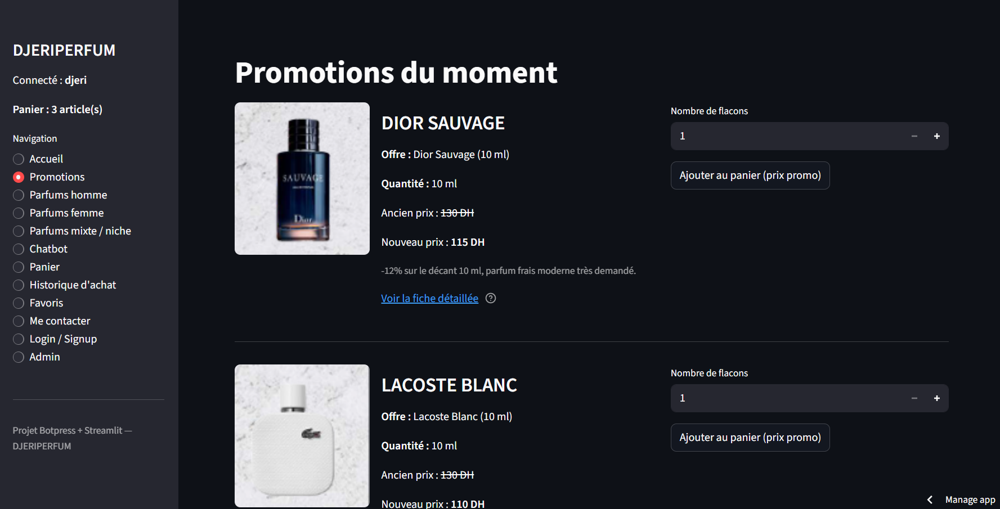 DJERIPERFUM
Connecté : djeri
Panier : 3 article(s)
Navigation
Accueil
Promotions
Parfums homme
Parfums femme
Parfums mixte / niche
Chatbot
Panier
Historique d'achat
Favoris
Me contacter
Login / Signup
Admin
Projet Botpress + Streamlit —
DJERIPERFUM
Promotions du moment
SAUVAGE
Dior
DIOR SAUVAGE
Offre : Dior Sauvage (10 ml)
Quantité : 10 ml
Ancien prix : 130 DH
Nouveau prix : 115 DH
-12% sur le décant 10 ml, parfum frais moderne très demandé.
Voir la fiche détaillée
Nombre de flacons
1
Ajouter au panier (prix promo)
LACOSTE BLANC
Offre : Lacoste Blanc (10 ml)
Quantité : 10 ml
Ancien prix : 130 DH
Nouveau prix : 110 DH
Nombre de flacons
1
Ajouter au panier (prix promo)
Manage app